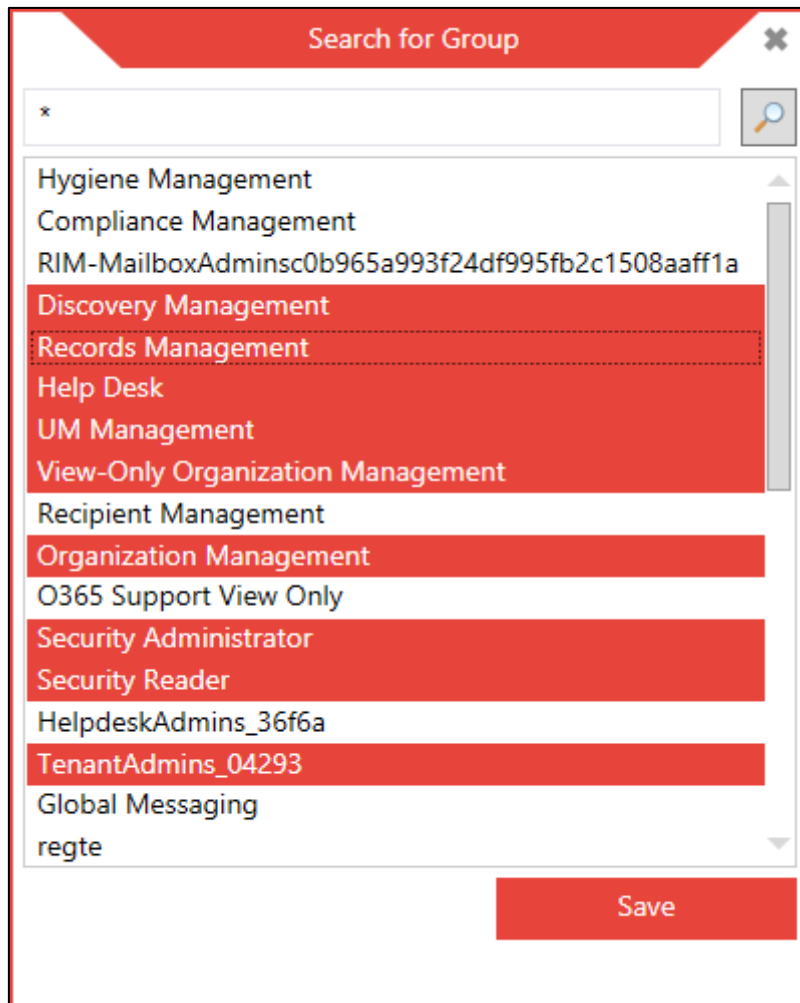 Search for Group
*
Hygiene Management
Compliance Management
RIM-MailboxAdminsc0b965a993f24df995fb2c1508aaff1a
Discovery Management
Records Management
Help Desk
UM Management
View-Only Organization Management
Recipient Management
Organization Management
O365 Support View Only
Security Administrator
Security Reader
HelpdeskAdmins_36f6a
TenantAdmins_04293
Global Messaging
regte
Save